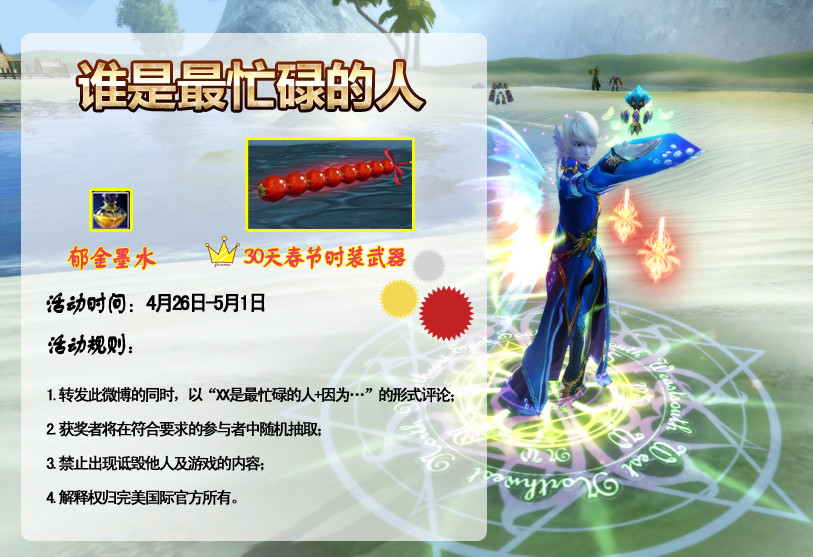 谁是最忙碌的人
郁金墨水
30天春节时装武器
活动时间：4月26日-5月1日
活动规则：
1. 转发此微博的同时，以“XX是最忙碌的人+因为…”的形式评论；
2. 获奖者将在符合要求的参与者中随机抽取；
3. 禁止出现诋毁他人及游戏的内容；
4. 解释权归完美国际官方所有。
West
Northwest